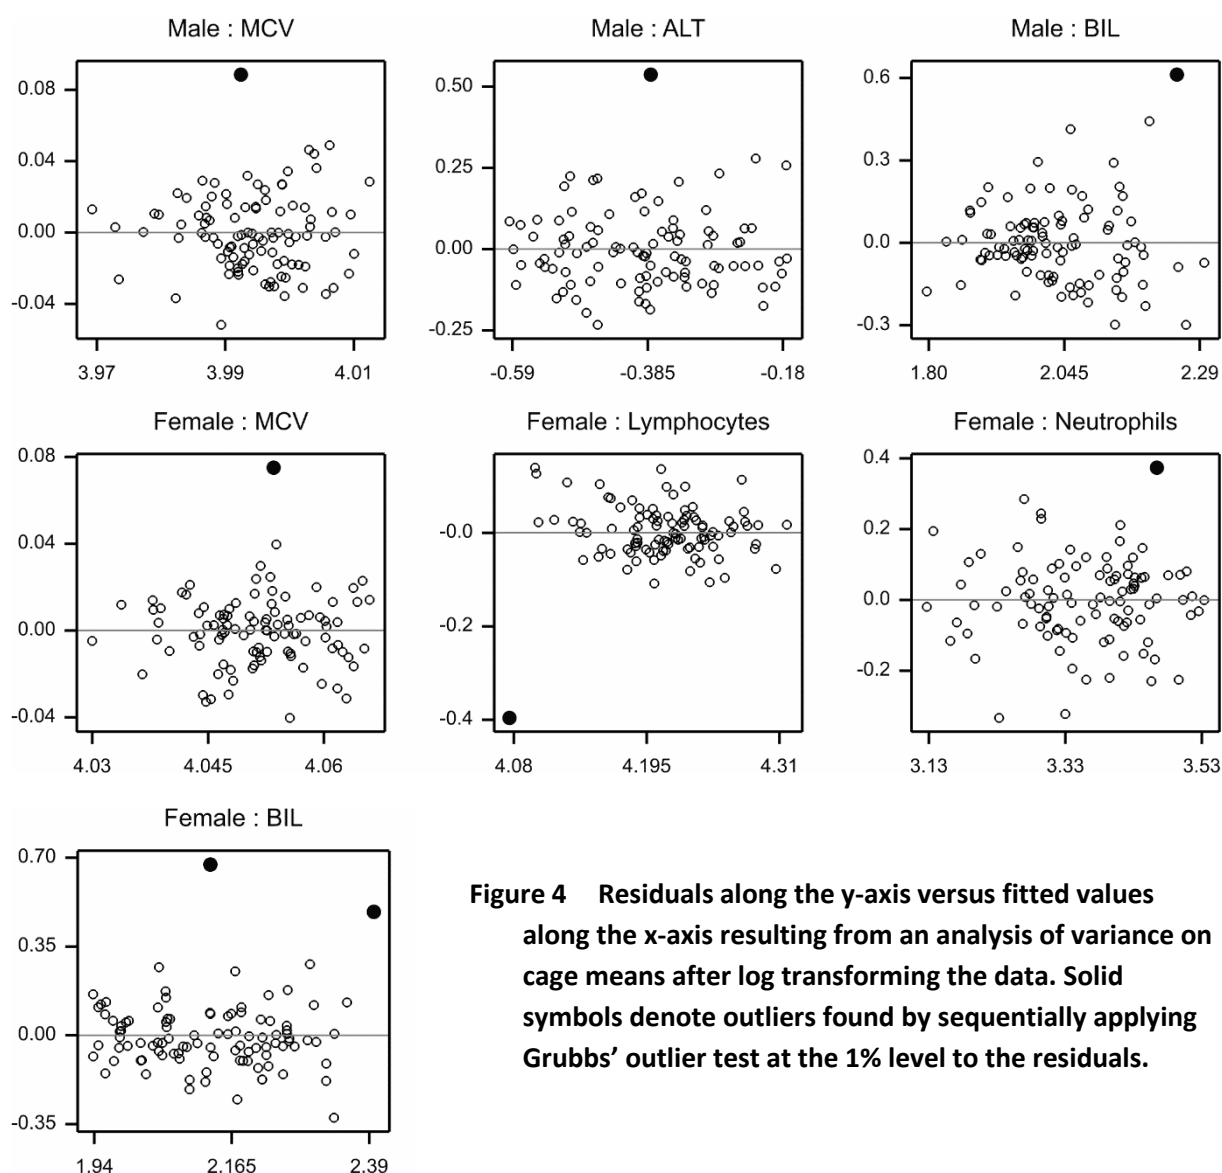 Male : MCV
0.08
0.04
0.00
-0.04
3.97 3.99 4.01
Male : ALT
0.50
0.25
0.00
-0.25
-0.59 -0.385 -0.18
Male : BIL
0.6
0.3
0.0
-0.3
1.80 2.045 2.29
Female : MCV
0.08
0.04
0.00
-0.04
4.03 4.045 4.06
Female : Lymphocytes
-0.0
-0.2
-0.4
4.08 4.195 4.31
Female : Neutrophils
0.4
0.2
0.0
-0.2
3.13 3.33 3.53
Female : BIL
0.70
0.35
0.00
-0.35
1.94 2.165 2.39
Figure 4 Residuals along the y-axis versus fitted values
along the x-axis resulting from an analysis of variance on
cage means after log transforming the data. Solid
symbols denote outliers found by sequentially applying
Grubbs’ outlier test at the 1% level to the residuals.